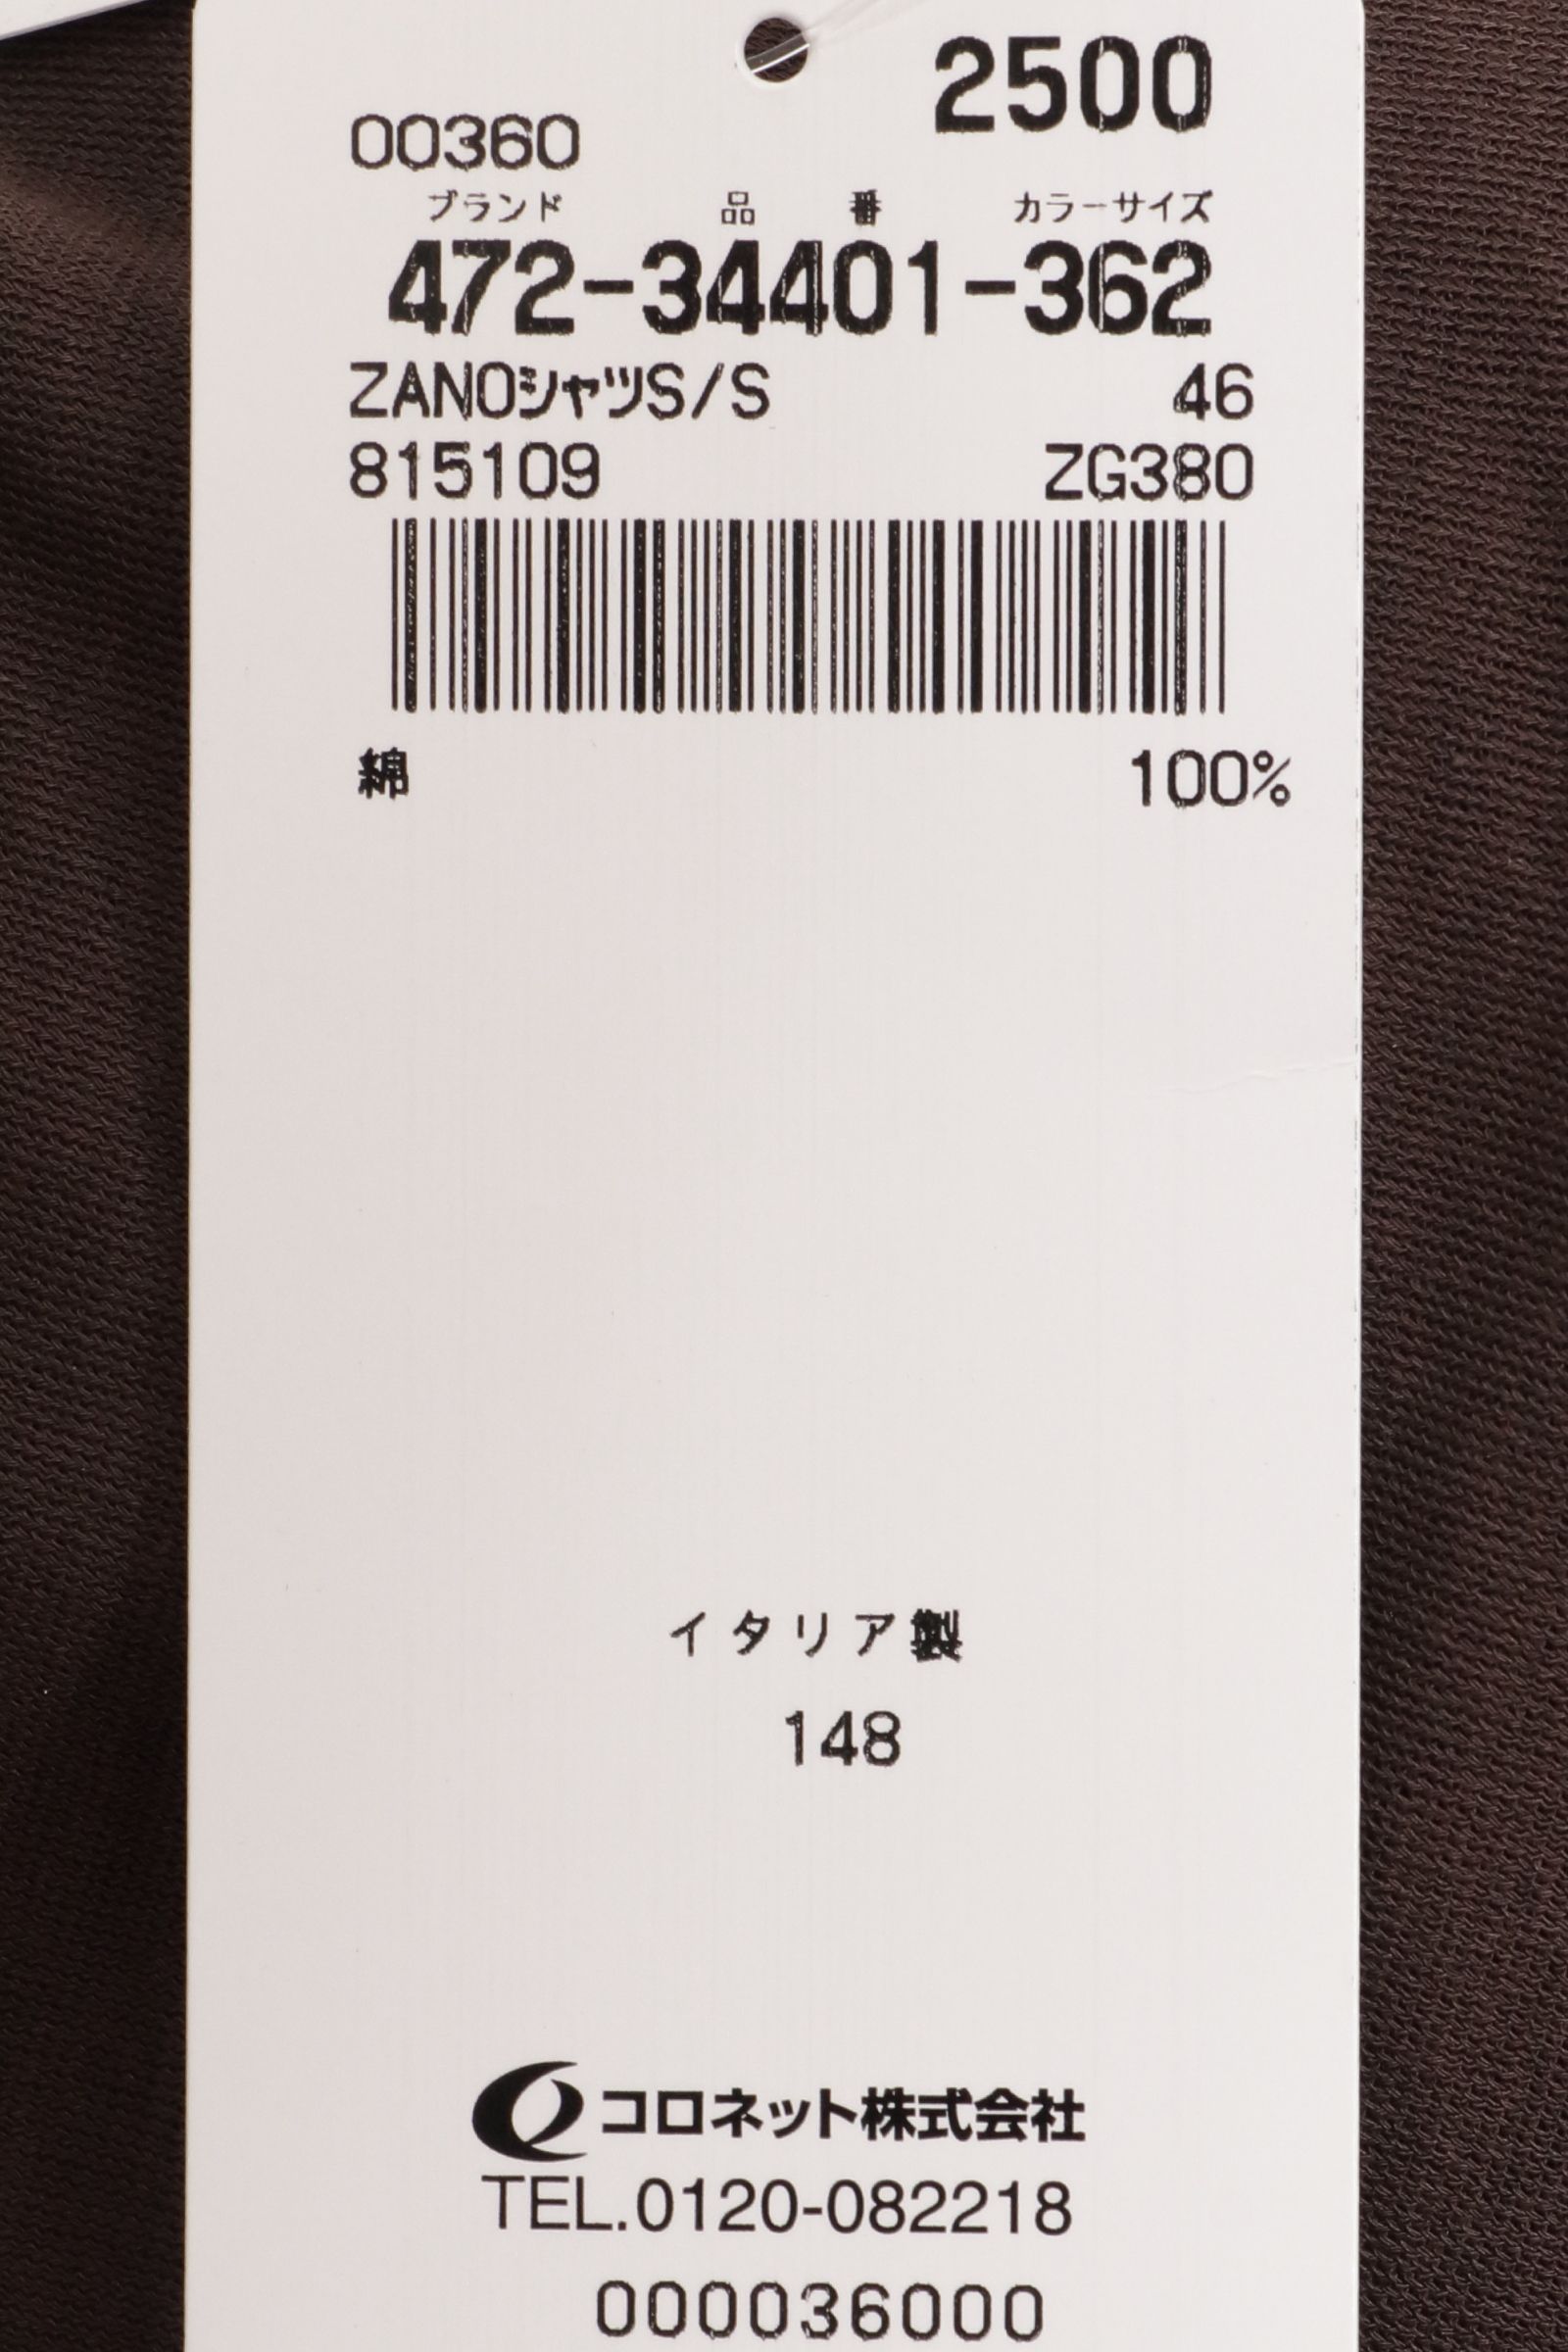 2500
00360
ブランド 品 番 カラーサイズ
472-34401-362
ZANOシャツS/S 46
815109 ZG380
綿 100%
イタリア製
148
コロネット株式会社
TEL.0120-082218
000036000